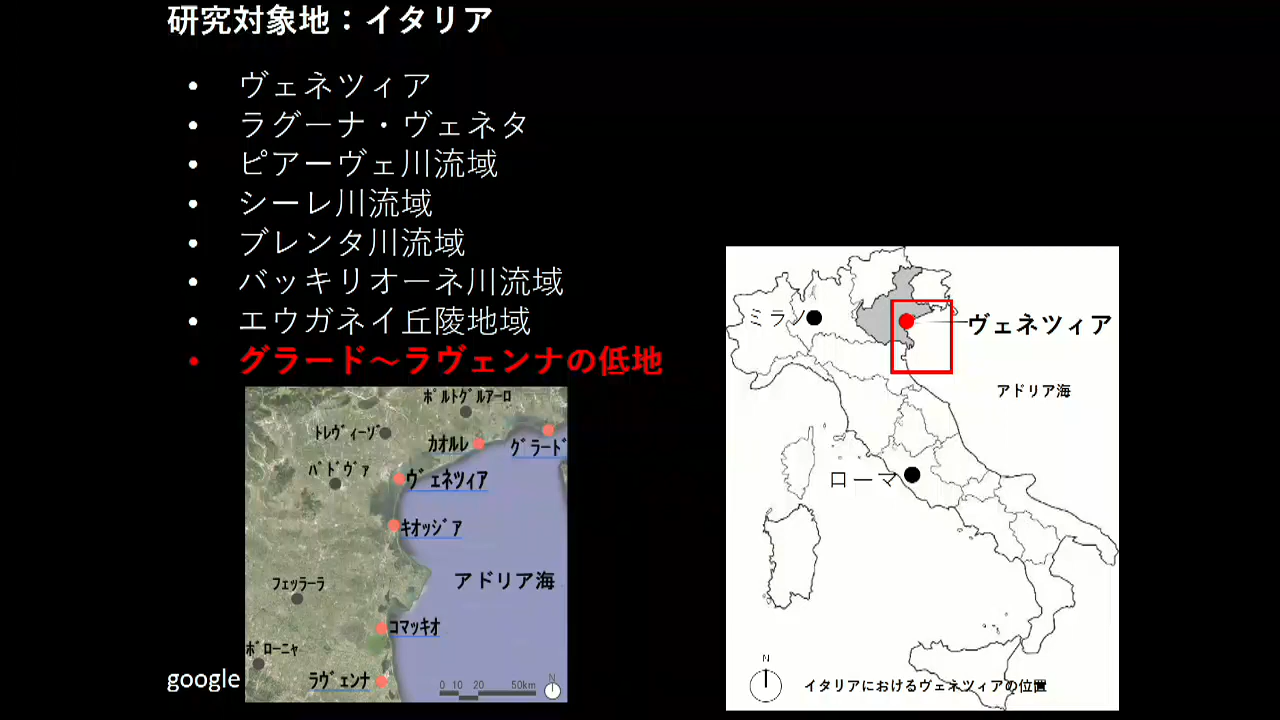 研究対象地：イタリア
• ヴェネツィア
• ラグーナ・ヴェネタ
• ピアーヴェ川流域
• シーレ川流域
• ブレンタ川流域
• バッキリオーネ川流域
• エウガネイ丘陵地域
• グラード～ラヴェンナの低地
ﾎﾟﾙﾄｸﾞﾙｱｰﾛ
ﾄﾚｳﾞｨｰｿﾞ
ｶｵﾙﾚ
ｸﾞﾗｰﾄﾞ
ﾊﾟﾄﾞｳﾞｧ
ｳﾞｪﾈﾂｨｱ
ｷｵｯｼﾞｱ
アドリア海
ﾌｪｯﾗｰﾗ
ｺﾏｯｷｵ
ﾎﾞﾛｰﾆｬ
ﾗｳﾞｪﾝﾅ
0 10 20 50km
N
google
ミラノ
ヴェネツィア
アドリア海
ローマ
N
イタリアにおけるヴェネツィアの位置